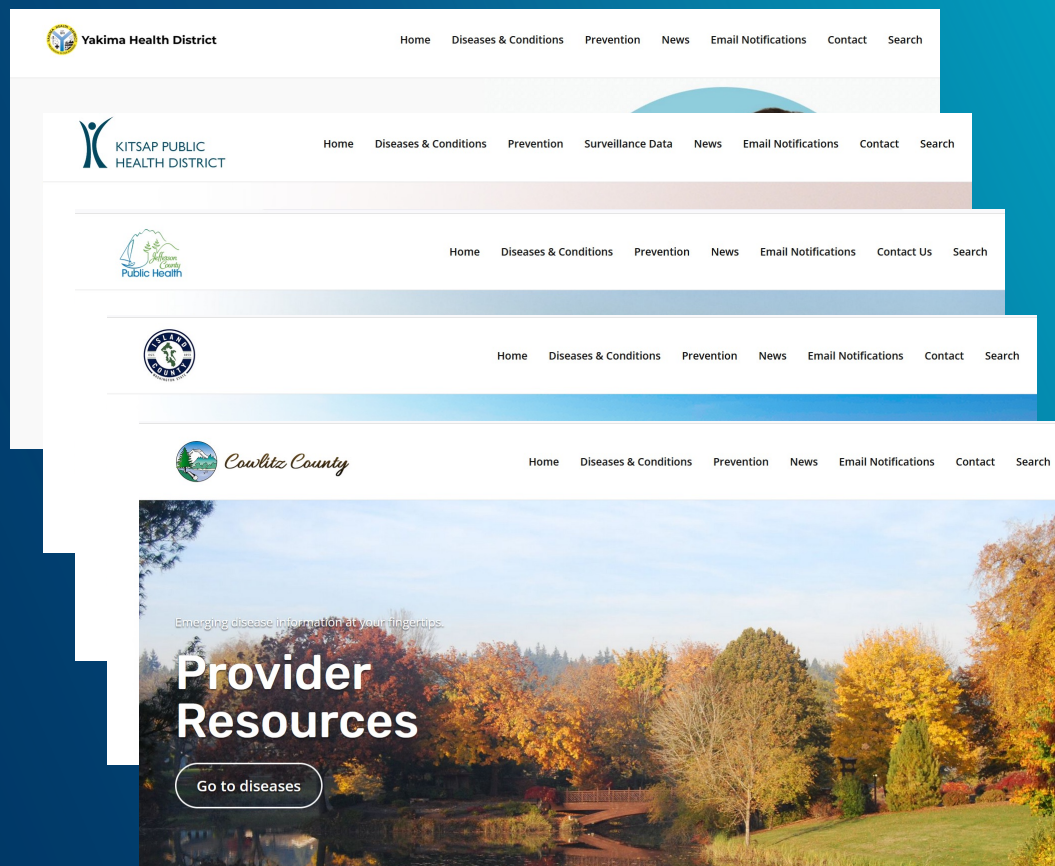 Yakima Health District
Home Diseases & Conditions Prevention News Email Notifications Contact Search
KITSAP PUBLIC
HEALTH DISTRICT
Home Diseases & Conditions Prevention Surveillance Data News Email Notifications Contact Search
Jefferson
County
Public Health
Home Diseases & Conditions Prevention News Email Notifications Contact Us Search
ISLAND
COUNTY
Home Diseases & Conditions Prevention News Email Notifications Contact Search
Cowlitz County
Home Diseases & Conditions Prevention News Email Notifications Contact Search
Emerging disease information at your fingertips.
Provider
Resources
Go to diseases